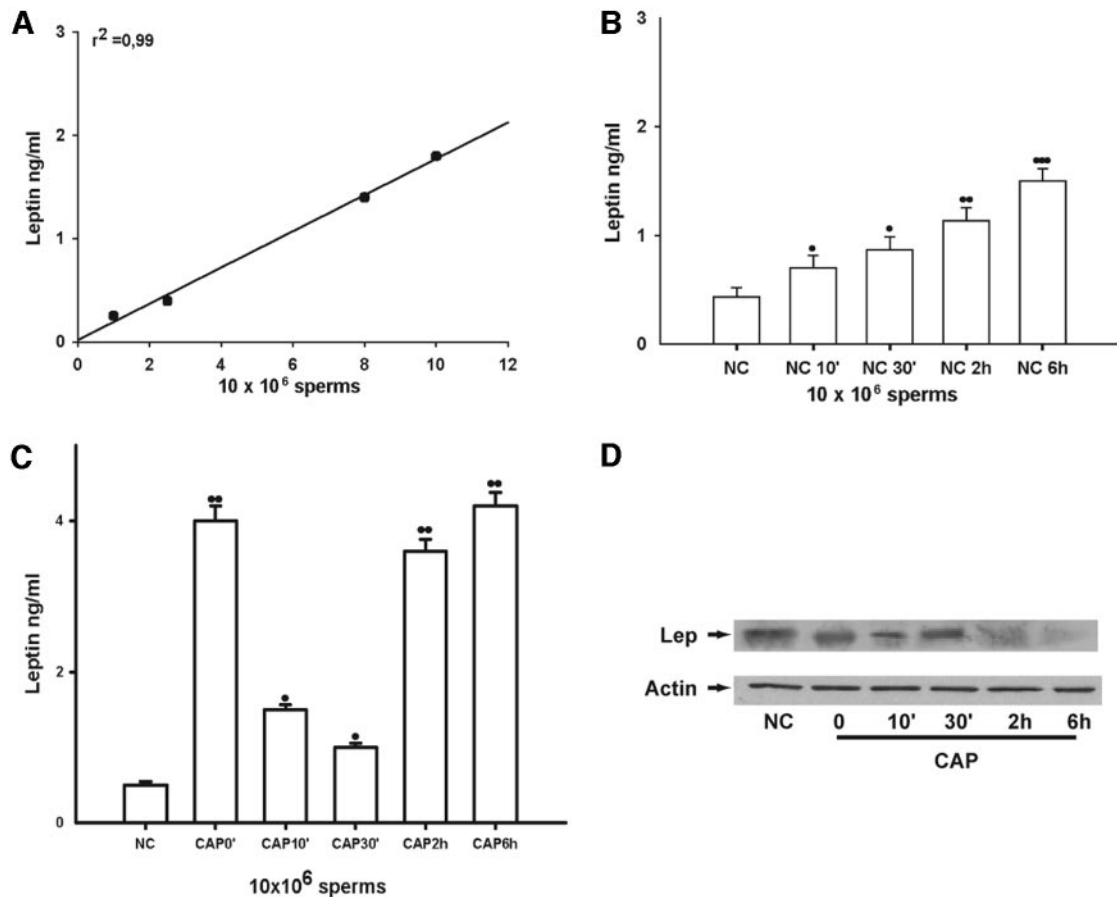 A
r² =0,99
3
2
1
0
Leptin ng/ml
0 2 4 6 8 10 12
10 x 10⁶ sperms
B
3
2
1
0
Leptin ng/ml
NC NC 10' NC 30' NC 2h NC 6h
10 x 10⁶ sperms
C
4
2
0
Leptin ng/ml
NC CAP0' CAP10' CAP30' CAP2h CAP6h
10x10⁶ sperms
D
Lep
Actin
NC 0 10' 30' 2h 6h
CAP